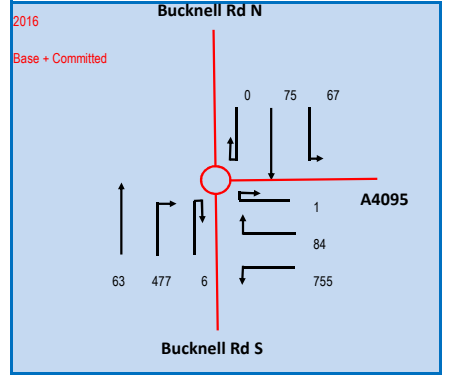 Bucknell Rd N
2016
Base + Committed
0 75 67
A4095
1
84
63 477 6 755
Bucknell Rd S